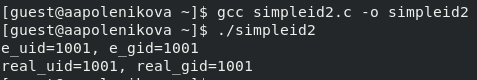 [guest@aapolenikova ~]$ gcc simpleid2.c -o simpleid2
[guest@aapolenikova ~]$ ./simpleid2
e_uid=1001, e_gid=1001
real_uid=1001, real_gid=1001